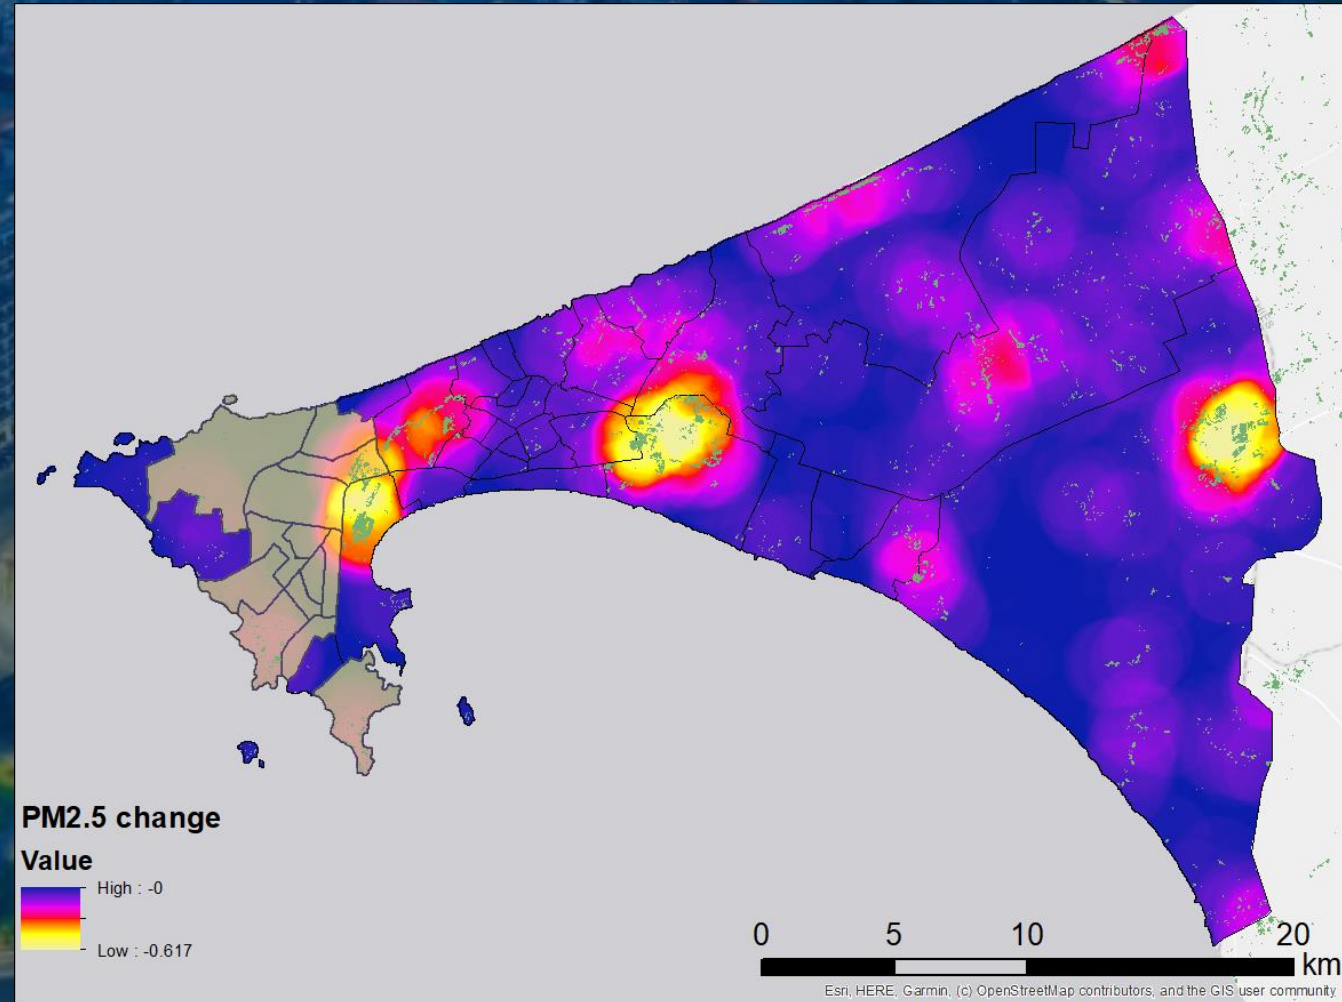 PM2.5 change
Value
High : -0
Low : -0.617
0 5 10 20
km
Esri, HERE, Garmin, (c) OpenStreetMap contributors, and the GIS user community